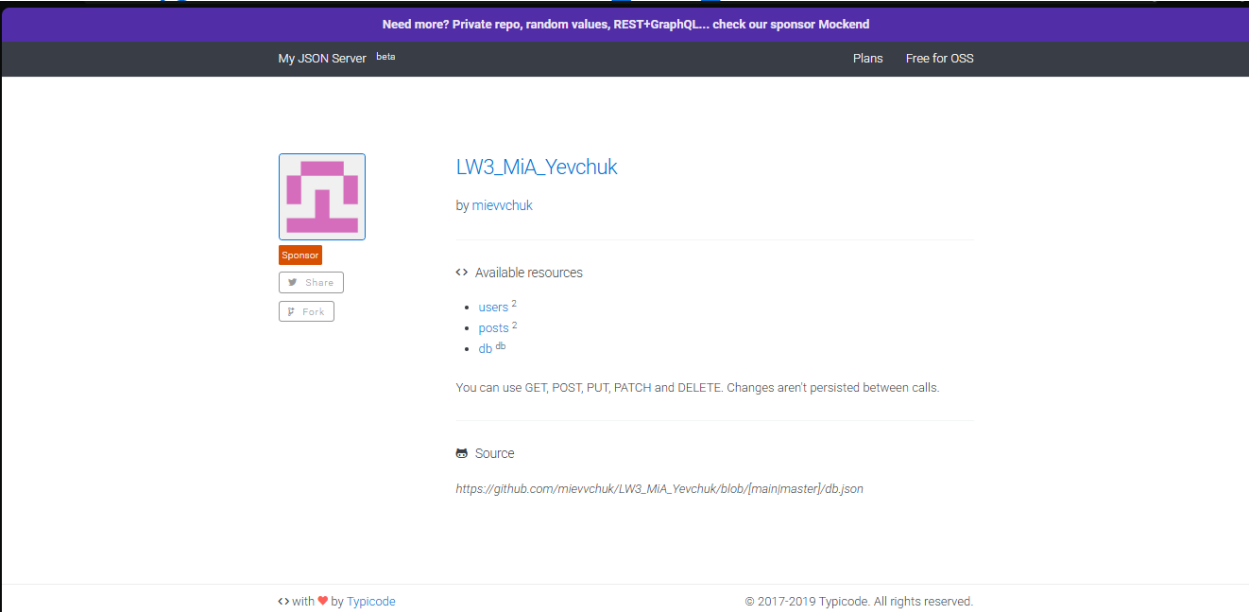 Need more? Private repo, random values, REST+GraphQL... check our sponsor Mockend
My JSON Server beta
Plans Free for OSS
LW3_MiA_Yevchuk
by mievvchuk
Sponsor
Share
Fork
<> Available resources
• users 2
• posts 2
• db db
You can use GET, POST, PUT, PATCH and DELETE. Changes aren't persisted between calls.
Source
https://github.com/mievvchuk/LW3_MiA_Yevchuk/blob/[main|master]/db.json
<> with ❤ by Typicode
© 2017-2019 Typicode. All rights reserved.